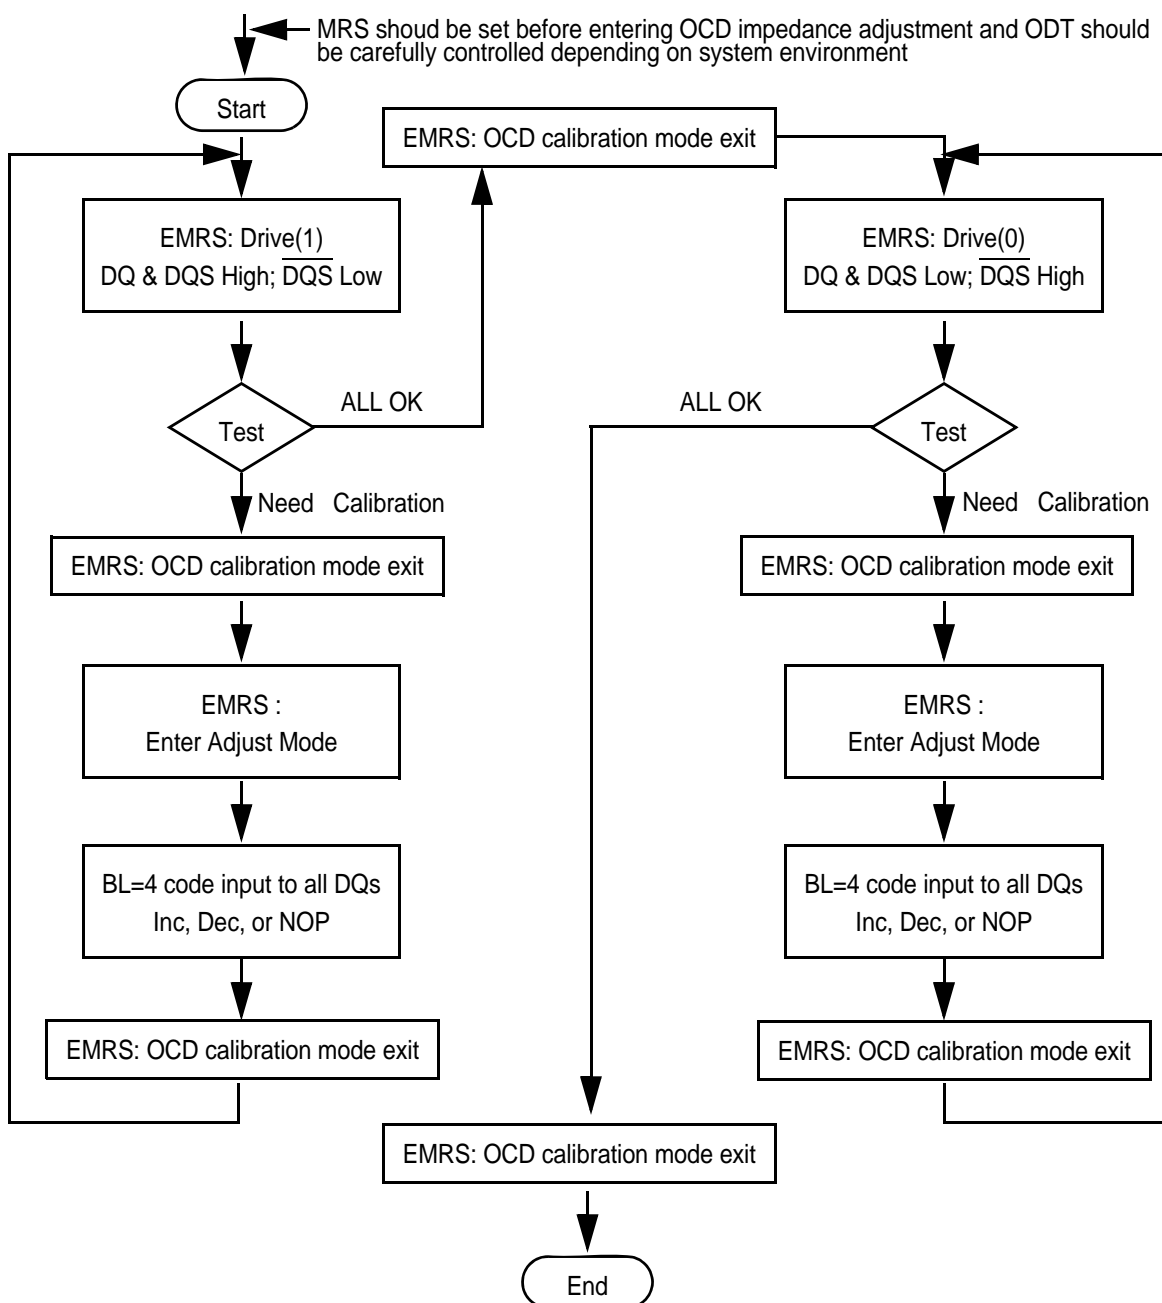 MRS shoud be set before entering OCD impedance adjustment and ODT should
be carefully controlled depending on system environment
Start
EMRS: OCD calibration mode exit
EMRS: Drive(1)
DQ & DQS High; D̅Q̅S̅ Low
EMRS: Drive(0)
DQ & DQS Low; D̅Q̅S̅ High
ALL OK
ALL OK
Test
Test
Need Calibration
Need Calibration
EMRS: OCD calibration mode exit
EMRS: OCD calibration mode exit
EMRS :
Enter Adjust Mode
EMRS :
Enter Adjust Mode
BL=4 code input to all DQs
Inc, Dec, or NOP
BL=4 code input to all DQs
Inc, Dec, or NOP
EMRS: OCD calibration mode exit
EMRS: OCD calibration mode exit
EMRS: OCD calibration mode exit
End